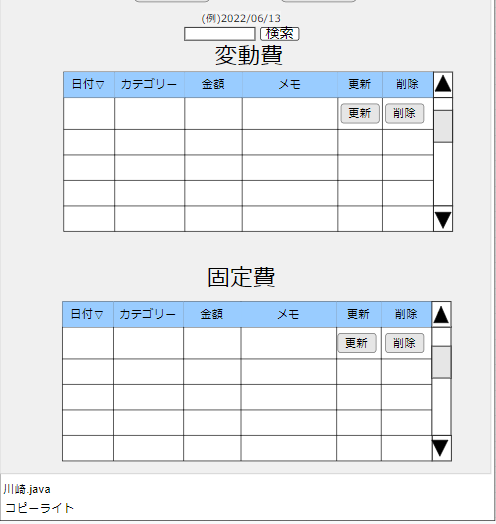 (例)2022/06/13
検索
変動費
日付▽ カテゴリー 金額 メモ 更新 削除
更新 削除
固定費
日付▽ カテゴリー 金額 メモ 更新 削除
更新 削除
川崎.java
コピーライト